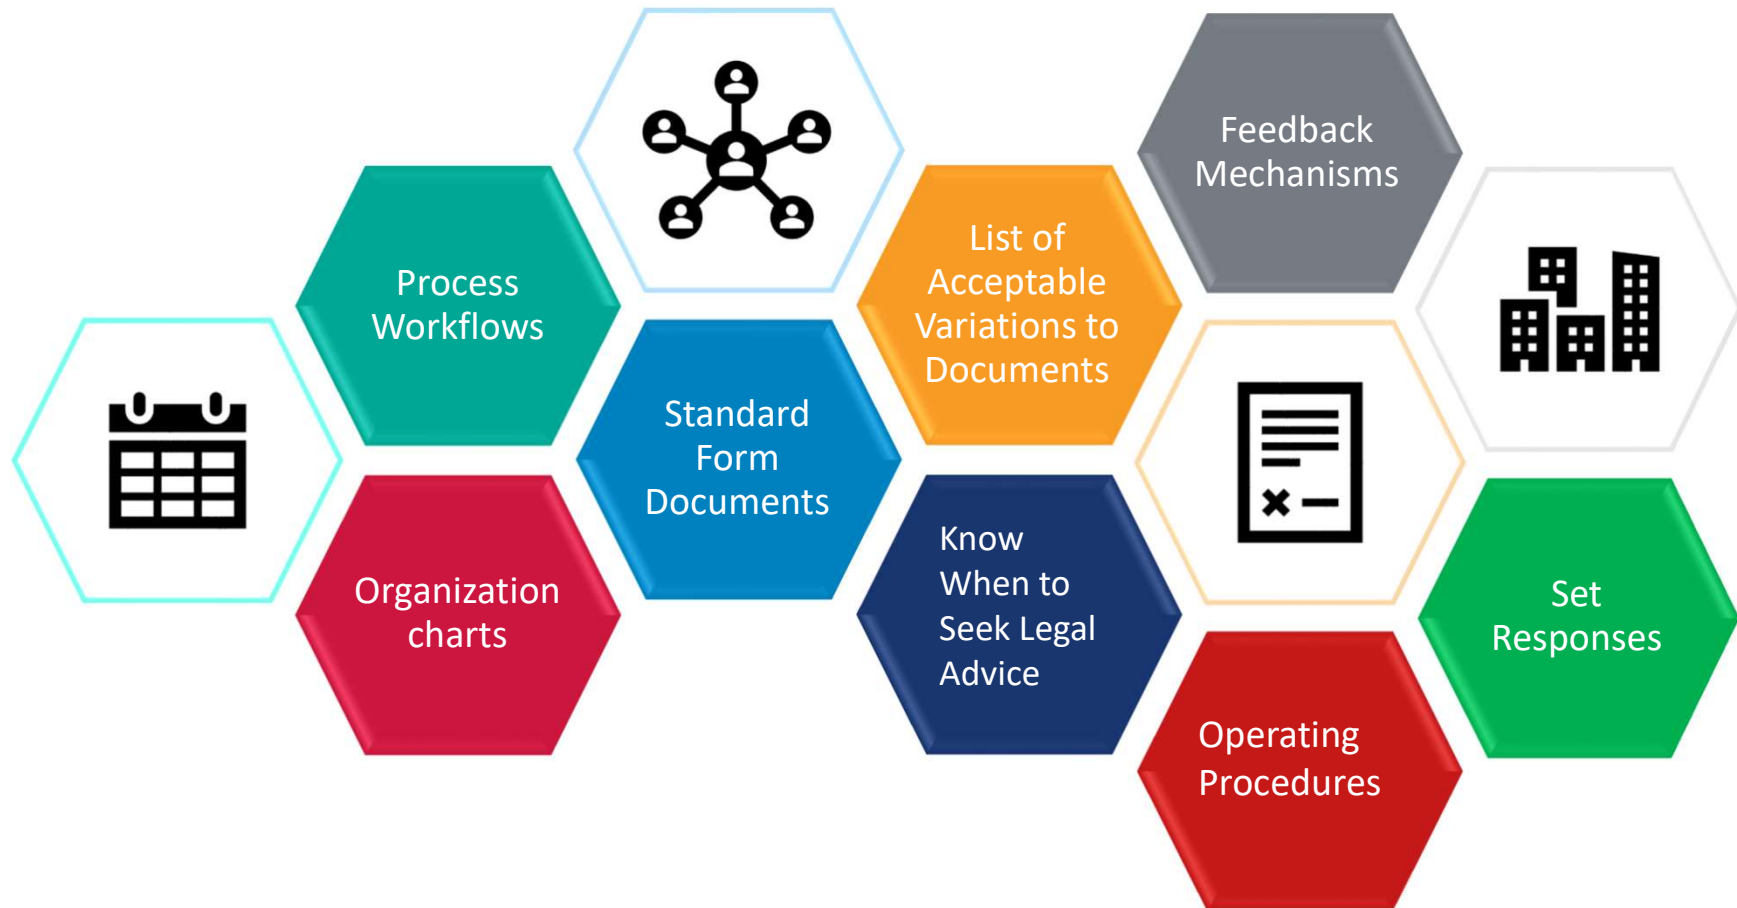 Process
Workflows
Organization
charts
Standard
Form
Documents
List of
Acceptable
Variations to
Documents
Know
When to
Seek Legal
Advice
Feedback
Mechanisms
Operating
Procedures
Set
Responses